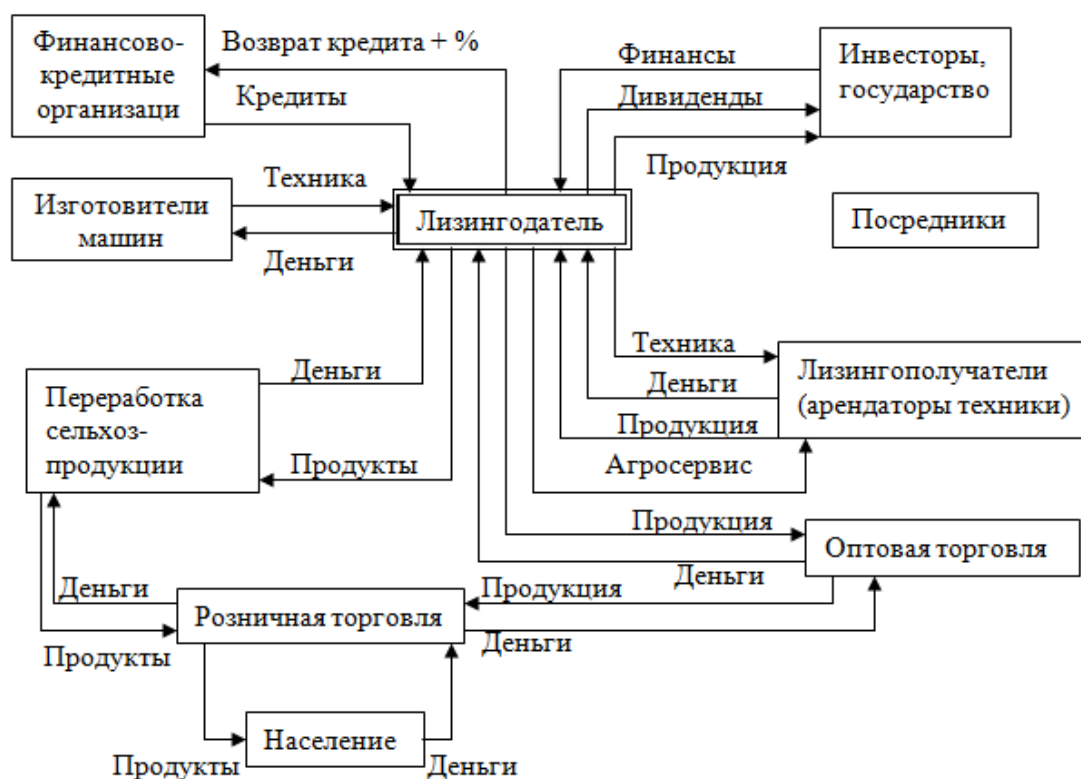 Финансово-
кредитные
организаци
Возврат кредита + %
Кредиты
Финансы
Дивиденды
Продукция
Инвесторы,
государство
Изготовители
машин
Техника
Деньги
Лизингодатель
Посредники
Переработка
сельхоз-
продукции
Деньги
Продукты
Техника
Деньги
Продукция
Агросервис
Лизингополучатели
(арендаторы техники)
Продукция
Деньги
Оптовая торговля
Деньги
Продукты
Розничная торговля
Продукция
Деньги
Население
Продукты
Деньги